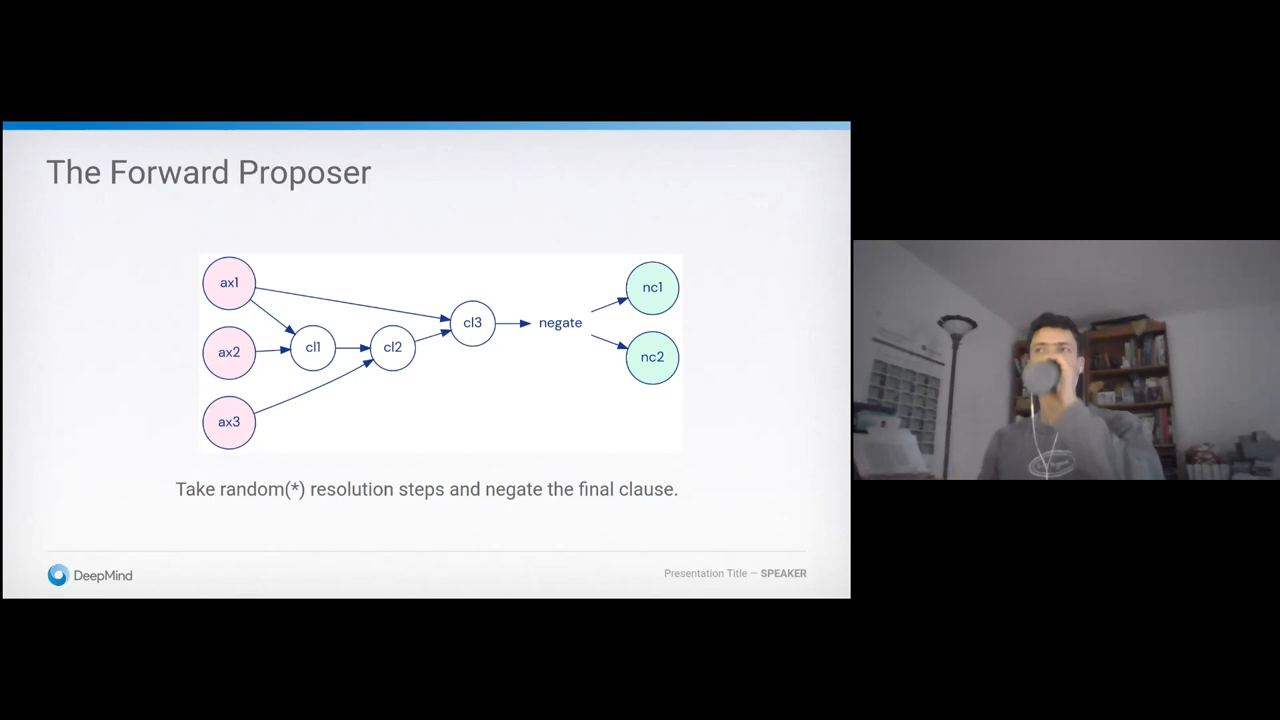 The Forward Proposer
ax1
ax2
ax3
cl1
cl2
cl3
negate
nc1
nc2
Take random(*) resolution steps and negate the final clause.
DeepMind
Presentation Title — SPEAKER